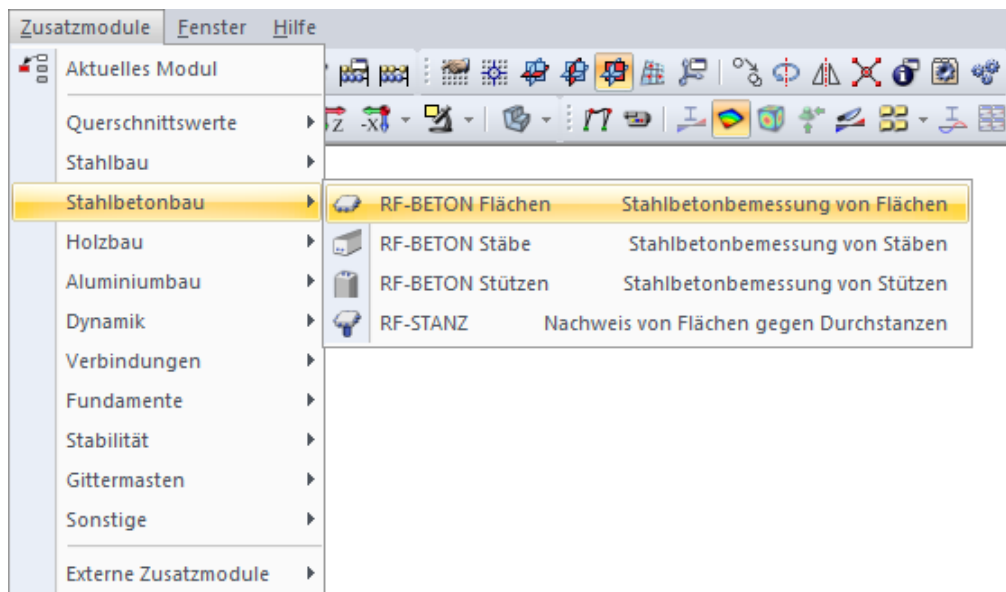 Zusatzmodule Fenster Hilfe
Aktuelles Modul
Querschnittswerte
Stahlbau
Stahlbetonbau
RF-BETON Flächen Stahlbetonbemessung von Flächen
Holzbau
RF-BETON Stäbe Stahlbetonbemessung von Stäben
Aluminiumbau
RF-BETON Stützen Stahlbetonbemessung von Stützen
Dynamik
RF-STANZ Nachweis von Flächen gegen Durchstanzen
Verbindungen
Fundamente
Stabilität
Gittermasten
Sonstige
Externe Zusatzmodule